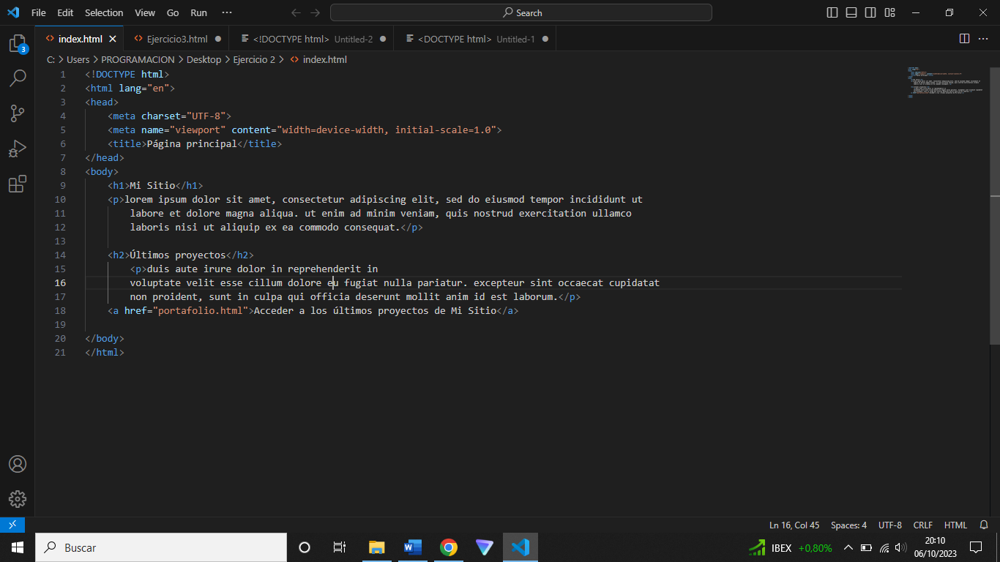 File Edit Selection View Go Run ··· Search
index.html Ejercicio3.html <!DOCTYPE html> Untitled-2 <DOCTYPE html> Untitled-1
C: > Users > PROGRAMACION > Desktop > Ejercicio 2 > index.html
1 <!DOCTYPE html>
2 <html lang="en">
3 <head>
4 <meta charset="UTF-8">
5 <meta name="viewport" content="width=device-width, initial-scale=1.0">
6 <title>Página principal</title>
7 </head>
8 <body>
9 <h1>Mi Sitio</h1>
10 <p>lorem ipsum dolor sit amet, consectetur adipiscing elit, sed do eiusmod tempor incididunt ut
11 labore et dolore magna aliqua. ut enim ad minim veniam, quis nostrud exercitation ullamco
12 laboris nisi ut aliquip ex ea commodo consequat.</p>
13
14 <h2>Últimos proyectos</h2>
15 <p>duis aute irure dolor in reprehenderit in
16 voluptate velit esse cillum dolore eu fugiat nulla pariatur. excepteur sint occaecat cupidatat
17 non proident, sunt in culpa qui officia deserunt mollit anim id est laborum.</p>
18 <a href="portafolio.html">Acceder a los últimos proyectos de Mi Sitio</a>
19
20 </body>
21 </html>
3
Ln 16, Col 45 Spaces: 4 UTF-8 CRLF HTML
Buscar
IBEX +0,80%
20:10
06/10/2023